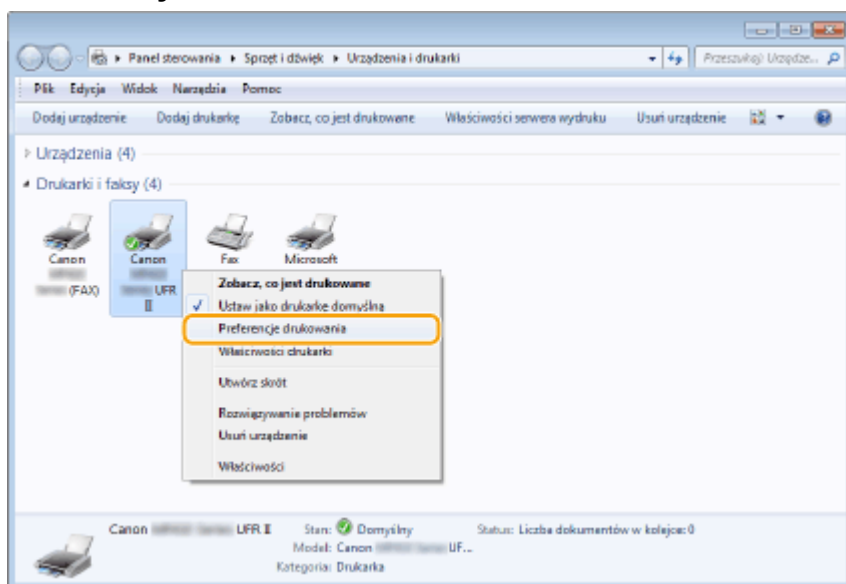 Panel sterowania ▸ Sprzęt i dźwięk ▸ Urządzenia i drukarki
Przeszukaj: Urządze...
Plik Edycja Widok Narzędzia Pomoc
Dodaj urządzenie Dodaj drukarkę Zobacz, co jest drukowane Właściwości serwera wydruku Usuń urządzenie
Urządzenia (4)
Drukarki i faksy (4)
Canon
(FAX)
Canon
UFR
II
Fax
Microsoft
Zobacz, co jest drukowane
Ustaw jako drukarkę domyślną
Preferencje drukowania
Właściwości drukarki
Utwórz skrót
Rozwiązywanie problemów
Usuń urządzenie
Właściwości
Canon UFR II Stan: Domyślny Status: Liczba dokumentów w kolejce: 0
Model: Canon UF...
Kategoria: Drukarka